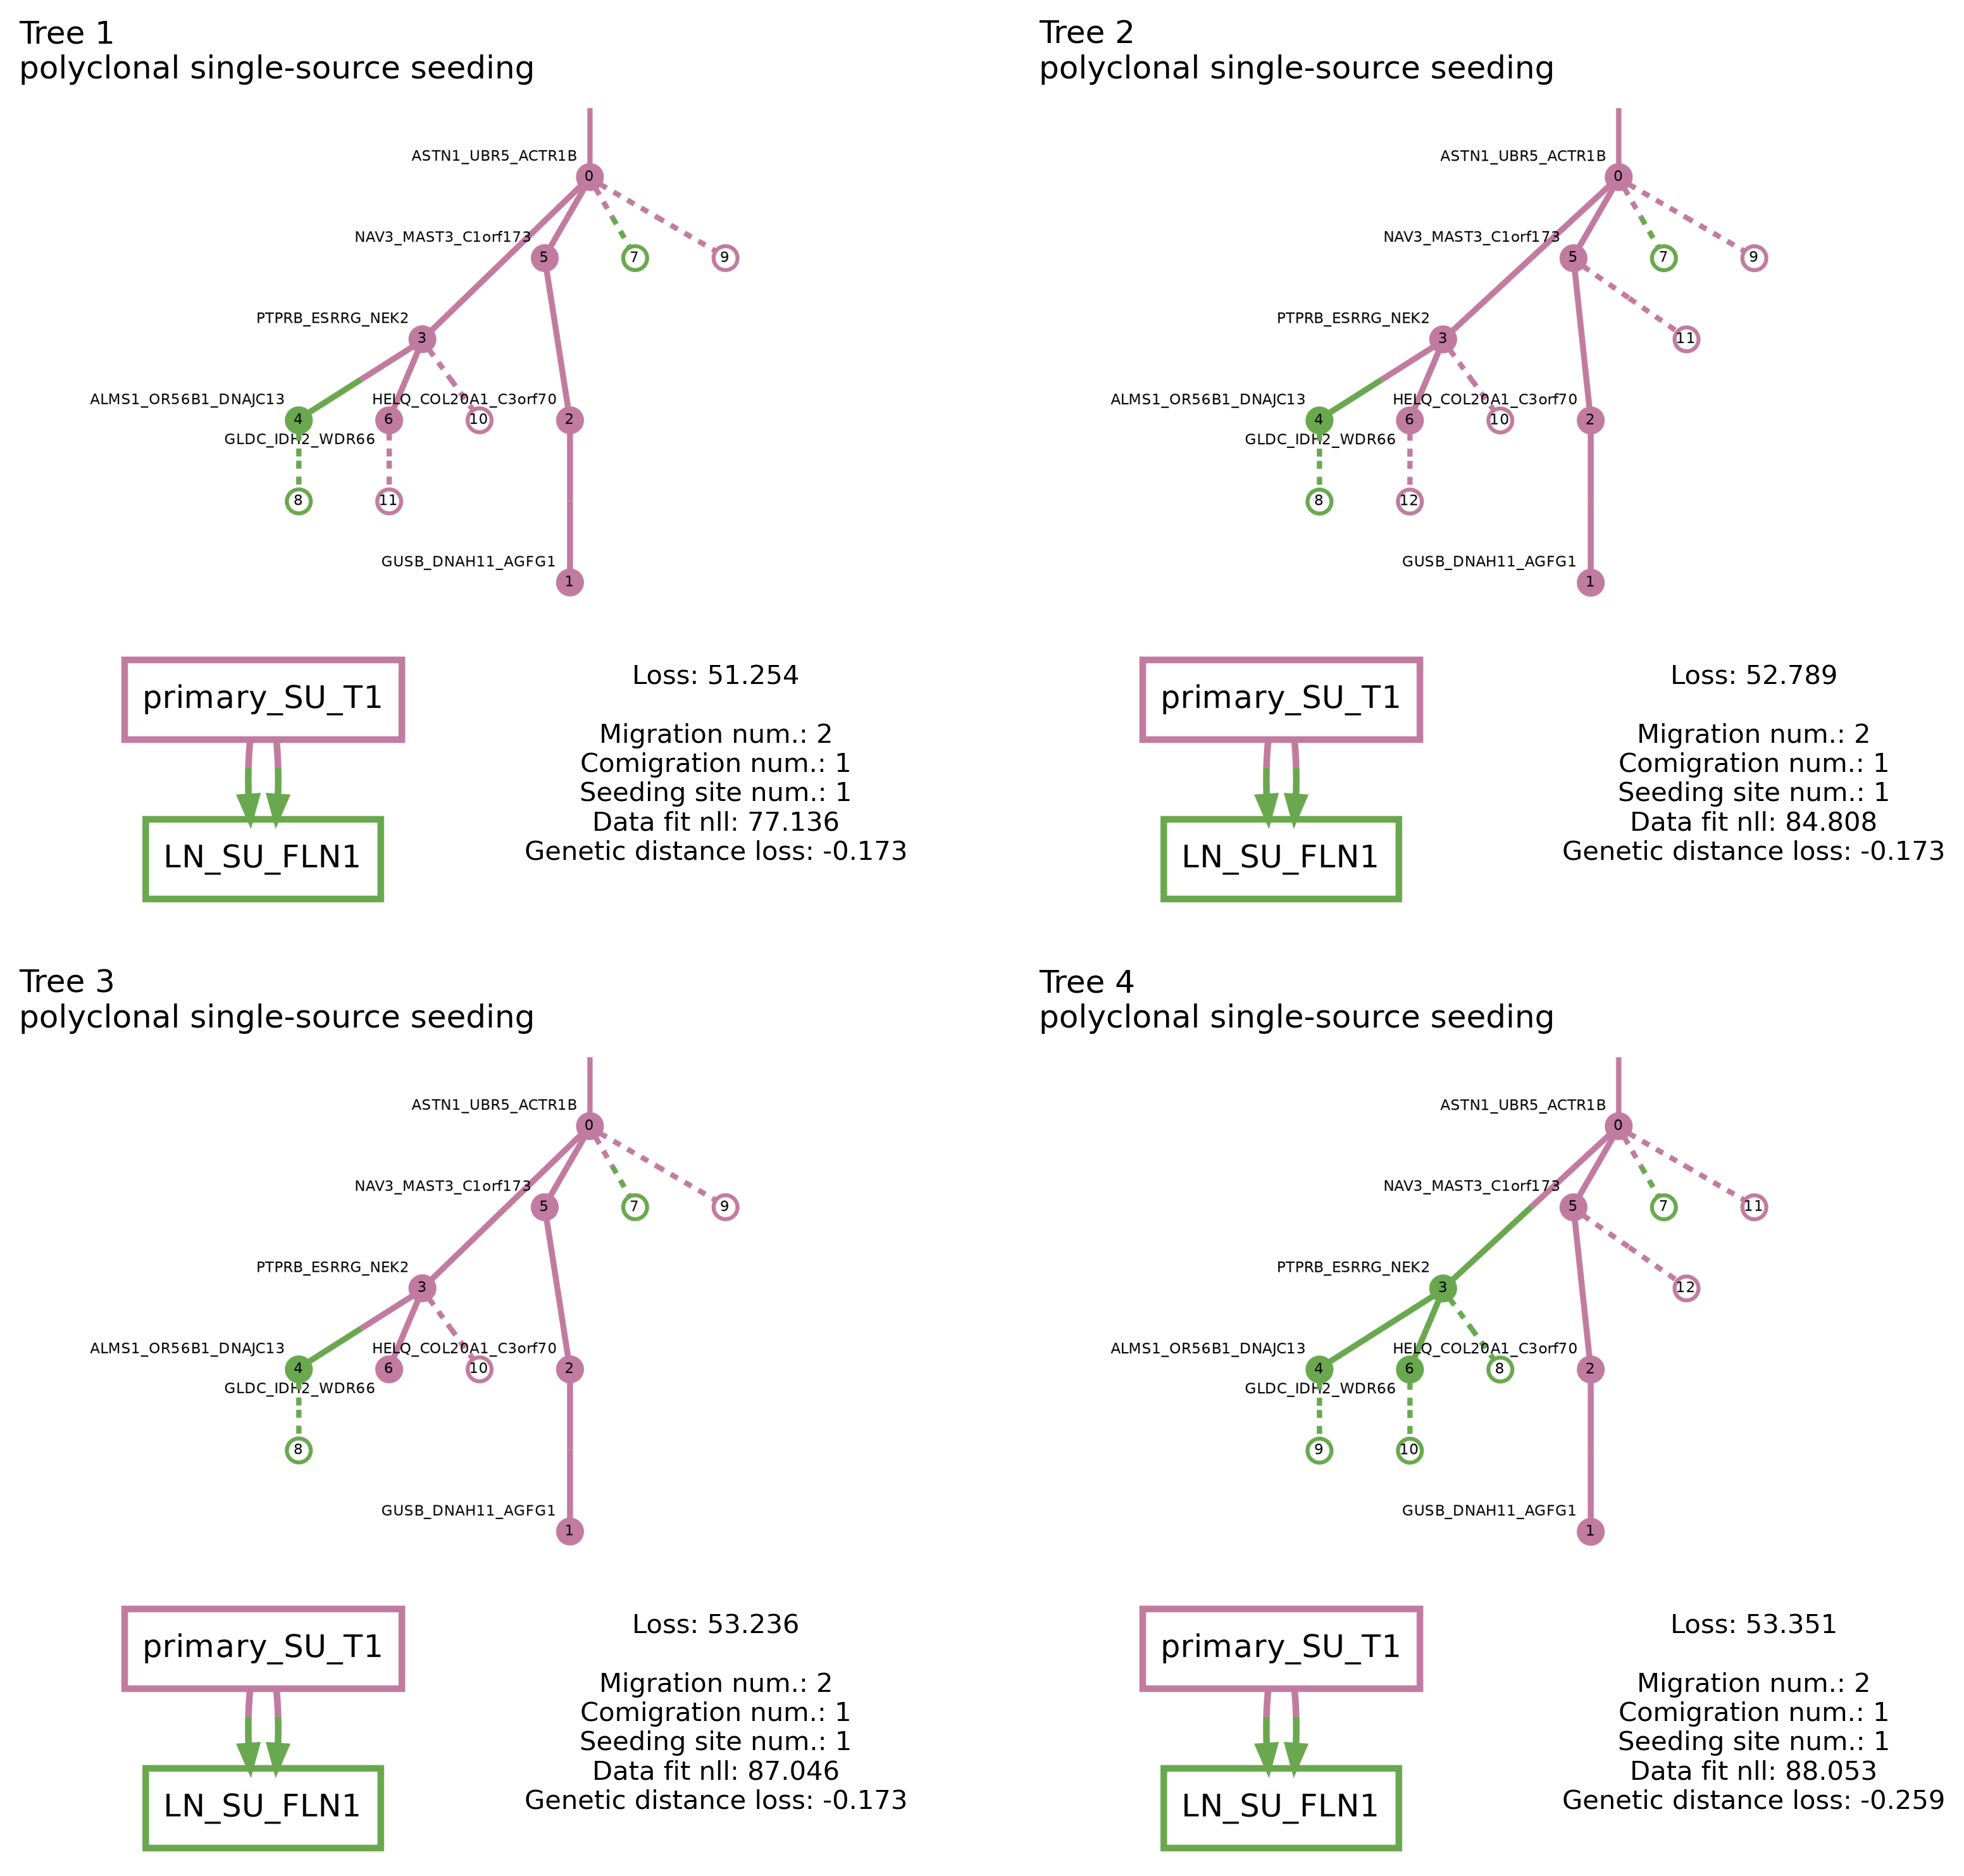 Tree 1
polyclonal single-source seeding
ASTN1_UBR5_ACTR1B
0
NAV3_MAST3_C1orf173
5
7
9
PTPRB_ESRRG_NEK2
3
ALMS1_OR56B1_DNAJC13
HELQ_COL20A1_C3orf70
4
6
10
2
GLDC_IDH2_WDR66
8
11
GUSB_DNAH11_AGFG1
1
primary_SU_T1
LN_SU_FLN1
Loss: 51.254
Migration num.: 2
Comigration num.: 1
Seeding site num.: 1
Data fit nll: 77.136
Genetic distance loss: -0.173
Tree 2
polyclonal single-source seeding
ASTN1_UBR5_ACTR1B
0
NAV3_MAST3_C1orf173
5
7
9
PTPRB_ESRRG_NEK2
3
11
ALMS1_OR56B1_DNAJC13
HELQ_COL20A1_C3orf70
4
6
10
2
GLDC_IDH2_WDR66
8
12
GUSB_DNAH11_AGFG1
1
primary_SU_T1
LN_SU_FLN1
Loss: 52.789
Migration num.: 2
Comigration num.: 1
Seeding site num.: 1
Data fit nll: 84.808
Genetic distance loss: -0.173
Tree 3
polyclonal single-source seeding
ASTN1_UBR5_ACTR1B
0
NAV3_MAST3_C1orf173
5
7
9
PTPRB_ESRRG_NEK2
3
ALMS1_OR56B1_DNAJC13
HELQ_COL20A1_C3orf70
4
6
10
2
GLDC_IDH2_WDR66
8
GUSB_DNAH11_AGFG1
1
primary_SU_T1
LN_SU_FLN1
Loss: 53.236
Migration num.: 2
Comigration num.: 1
Seeding site num.: 1
Data fit nll: 87.046
Genetic distance loss: -0.173
Tree 4
polyclonal single-source seeding
ASTN1_UBR5_ACTR1B
0
NAV3_MAST3_C1orf173
5
7
11
PTPRB_ESRRG_NEK2
3
12
ALMS1_OR56B1_DNAJC13
HELQ_COL20A1_C3orf70
4
6
8
2
GLDC_IDH2_WDR66
9
10
GUSB_DNAH11_AGFG1
1
primary_SU_T1
LN_SU_FLN1
Loss: 53.351
Migration num.: 2
Comigration num.: 1
Seeding site num.: 1
Data fit nll: 88.053
Genetic distance loss: -0.259